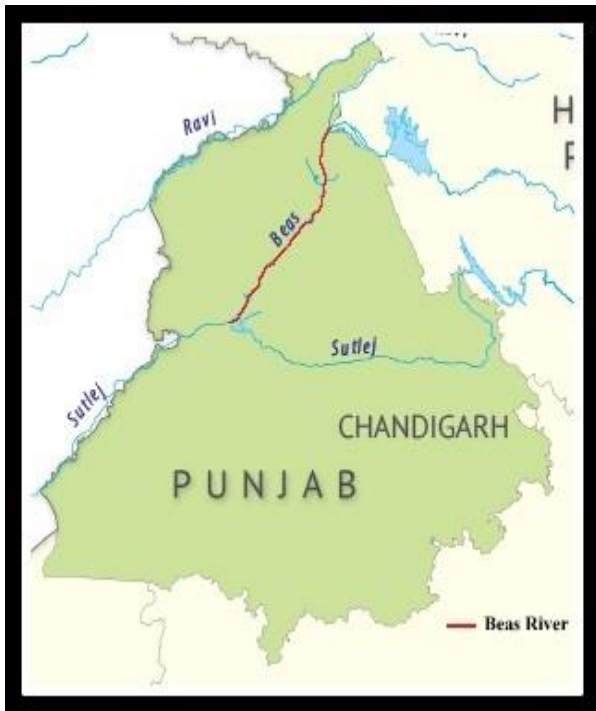 H
P
Ravi
Beas
Sutlej
Sutlej
CHANDIGARH
PUNJAB
Beas River